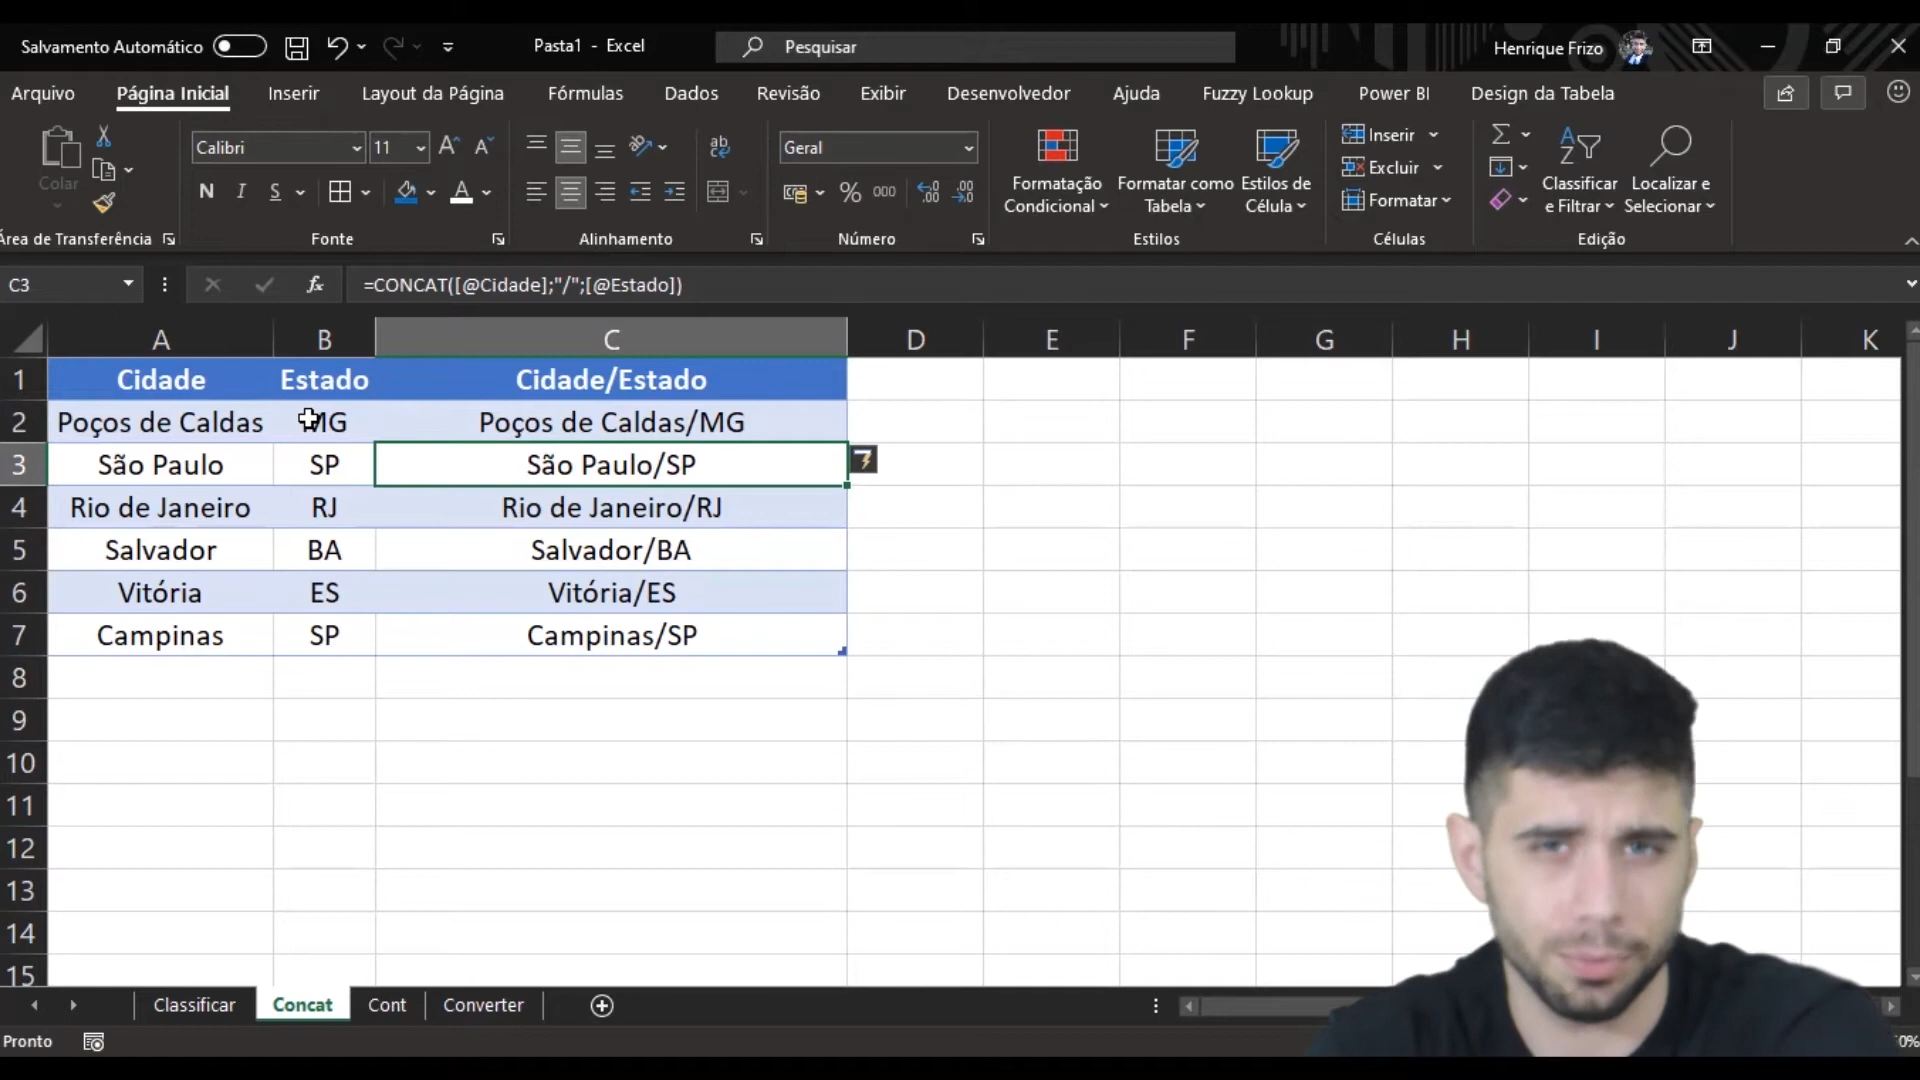 Salvamento Automático
Pasta1 - Excel
Pesquisar
Henrique Frizo
Arquivo Página Inicial Inserir Layout da Página Fórmulas Dados Revisão Exibir Desenvolvedor Ajuda Fuzzy Lookup Power BI Design da Tabela
Colar
Calibri 11
N I S
ab
Geral
% 000
Formatação Condicional
Formatar como Tabela
Estilos de Célula
Inserir
Excluir
Formatar
Classificar e Filtrar
Localizar e Selecionar
Área de Transferência Fonte Alinhamento Número Estilos Células Edição
C3 fx =CONCAT([@Cidade];"/";[@Estado])
A B C D E F G H I J K
1 Cidade Estado Cidade/Estado
2 Poços de Caldas MG Poços de Caldas/MG
3 São Paulo SP São Paulo/SP
4 Rio de Janeiro RJ Rio de Janeiro/RJ
5 Salvador BA Salvador/BA
6 Vitória ES Vitória/ES
7 Campinas SP Campinas/SP
8
9
10
11
12
13
14
15
Classificar Concat Cont Converter
Pronto